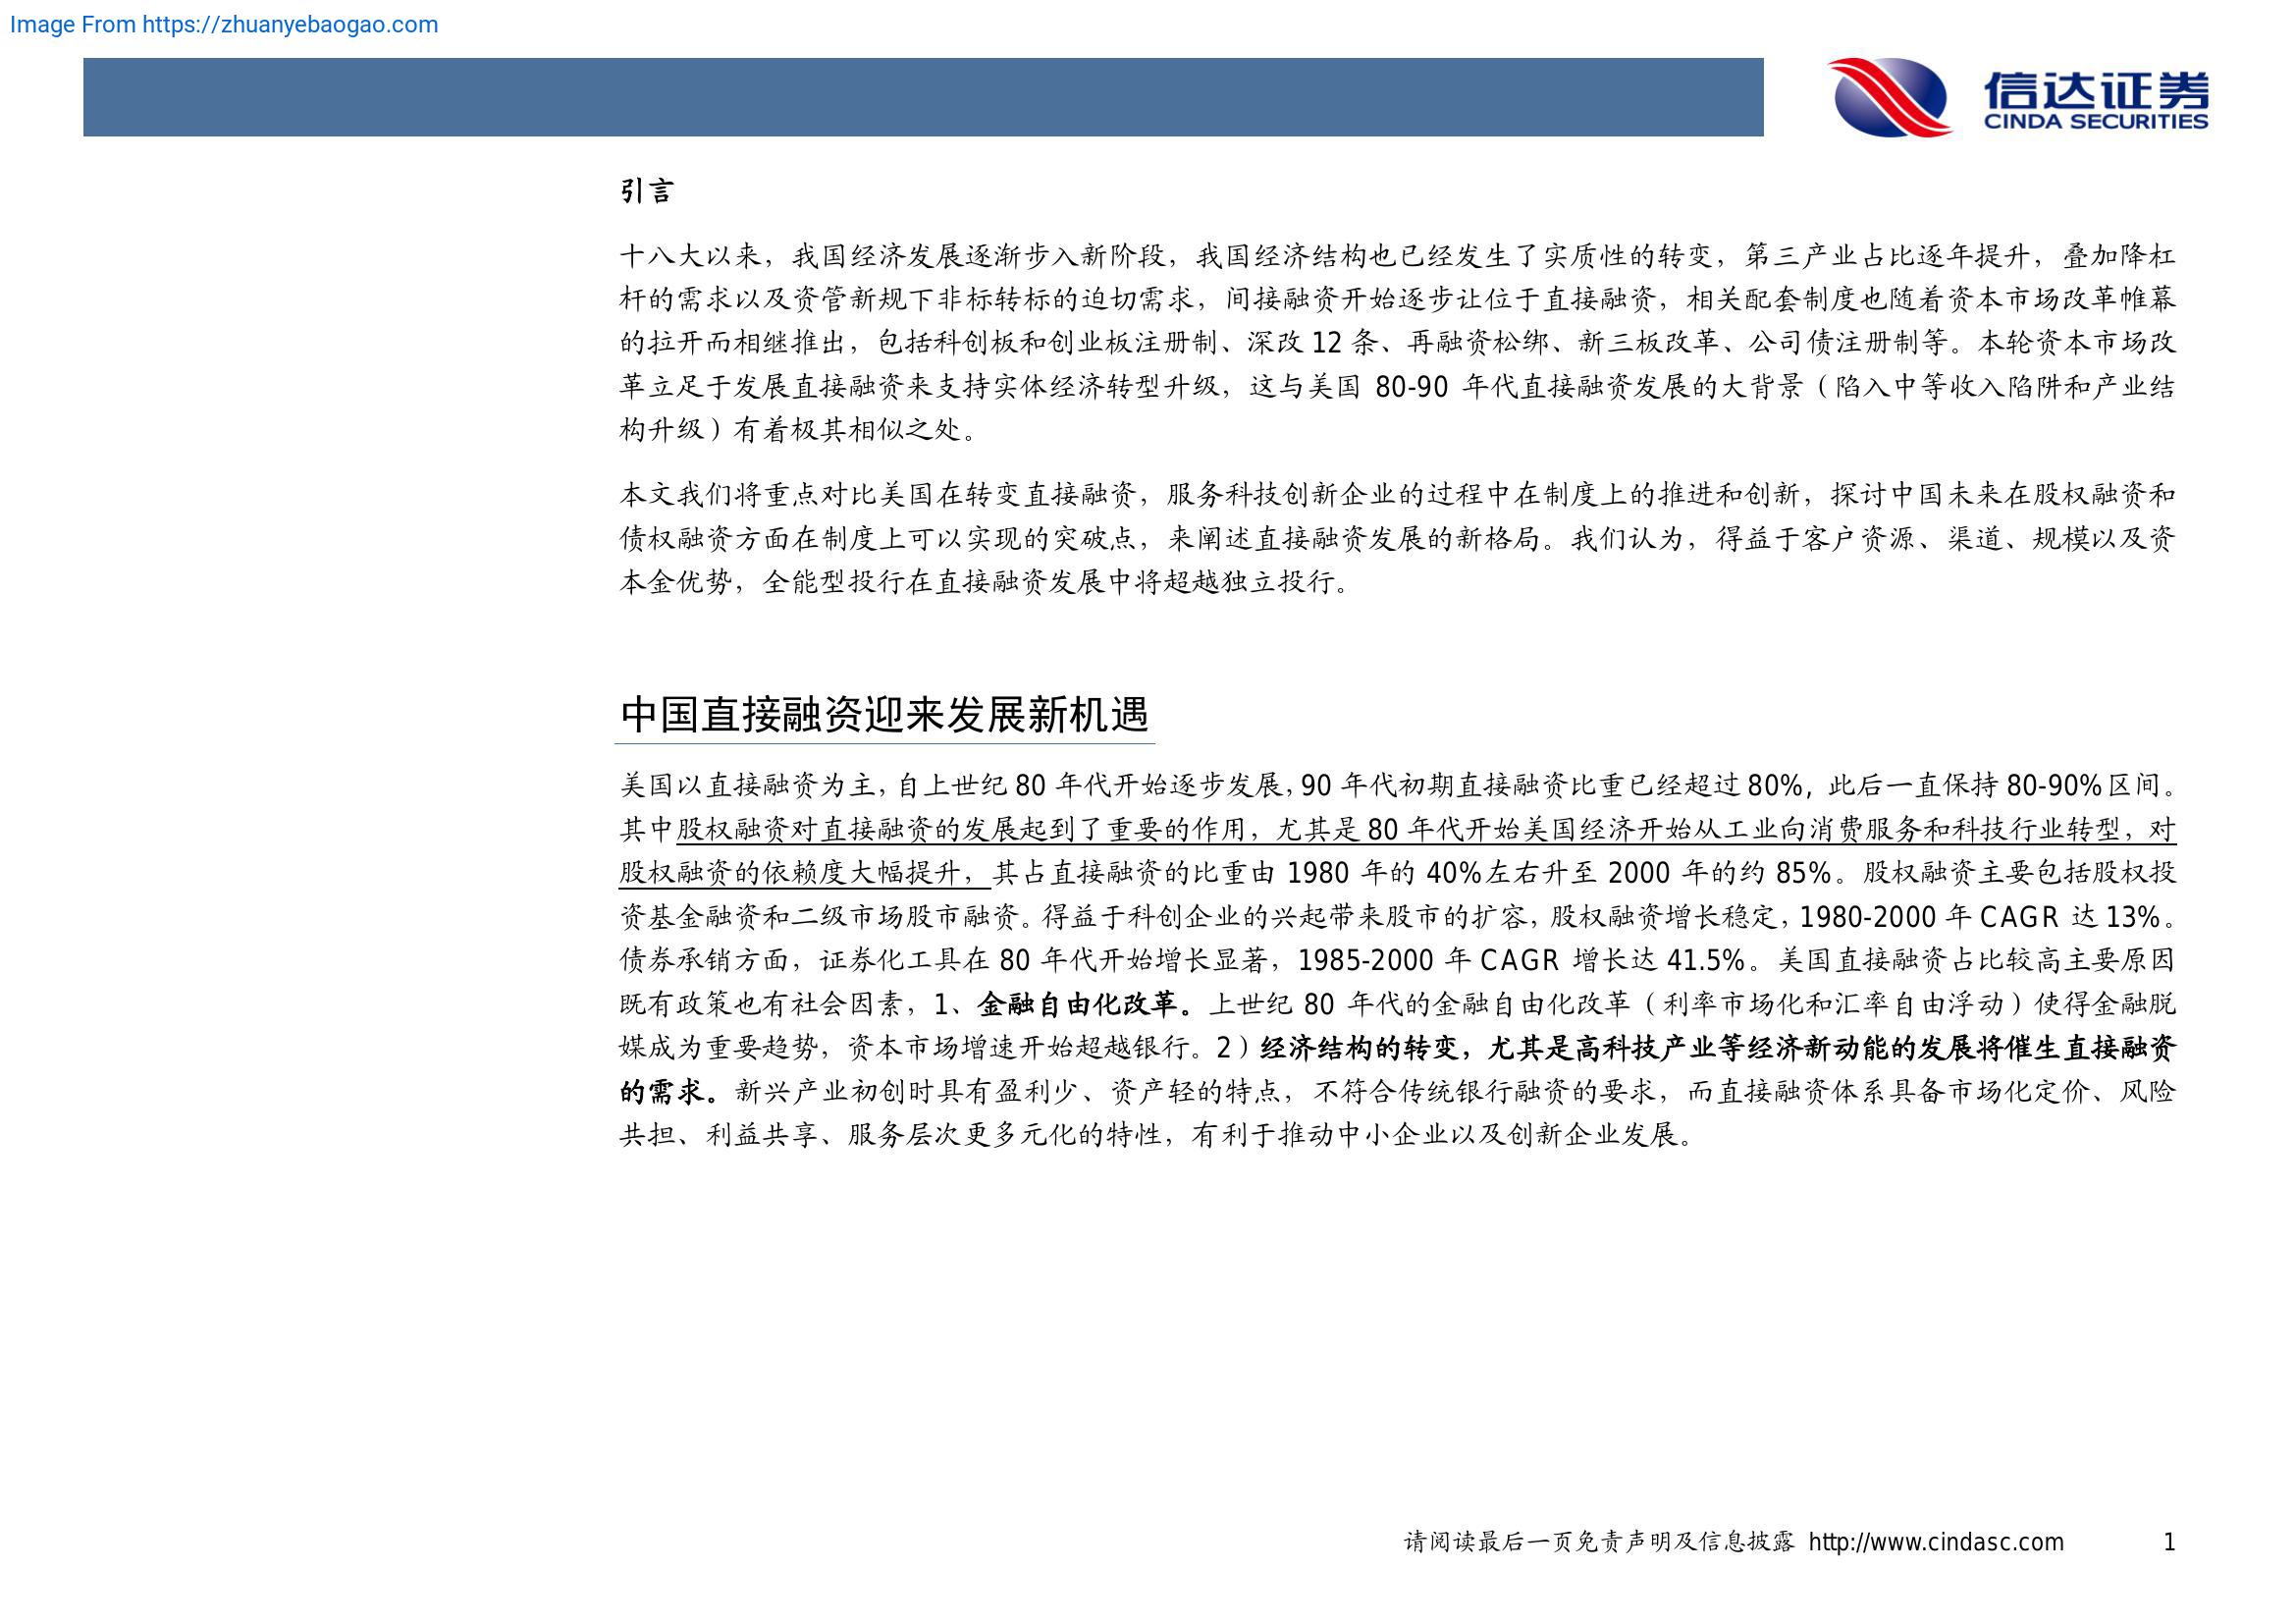 Image From https://zhuanyebaogao.com
信达证券
CINDA SECURITIES
引言
十八大以来，我国经济发展逐渐步入新阶段，我国经济结构也已经发生了实质性的转变，第三产业占比逐年提升，叠加降杠
杆的需求以及资管新规下非标转标的迫切需求，间接融资开始逐步让位于直接融资，相关配套制度也随着资本市场改革帷幕
的拉开而相继推出，包括科创板和创业板注册制、深改 12 条、再融资松绑、新三板改革、公司债注册制等。本轮资本市场改
革立足于发展直接融资来支持实体经济转型升级，这与美国 80-90 年代直接融资发展的大背景（陷入中等收入陷阱和产业结
构升级）有着极其相似之处。
本文我们将重点对比美国在转变直接融资，服务科技创新企业的过程中在制度上的推进和创新，探讨中国未来在股权融资和
债权融资方面在制度上可以实现的突破点，来阐述直接融资发展的新格局。我们认为，得益于客户资源、渠道、规模以及资
本金优势，全能型投行在直接融资发展中将超越独立投行。
中国直接融资迎来发展新机遇
美国以直接融资为主，自上世纪 80 年代开始逐步发展，90 年代初期直接融资比重已经超过 80%，此后一直保持 80-90%区间。
其中股权融资对直接融资的发展起到了重要的作用，尤其是 80 年代开始美国经济开始从工业向消费服务和科技行业转型，对
股权融资的依赖度大幅提升，其占直接融资的比重由 1980 年的 40%左右升至 2000 年的约 85%。股权融资主要包括股权投
资基金融资和二级市场股市融资。得益于科创企业的兴起带来股市的扩容，股权融资增长稳定，1980-2000 年 CAGR 达 13%。
债券承销方面，证券化工具在 80 年代开始增长显著，1985-2000 年 CAGR 增长达 41.5%。美国直接融资占比较高主要原因
既有政策也有社会因素，1、金融自由化改革。上世纪 80 年代的金融自由化改革（利率市场化和汇率自由浮动）使得金融脱
媒成为重要趋势，资本市场增速开始超越银行。2）经济结构的转变，尤其是高科技产业等经济新动能的发展将催生直接融资
的需求。新兴产业初创时具有盈利少、资产轻的特点，不符合传统银行融资的要求，而直接融资体系具备市场化定价、风险
共担、利益共享、服务层次更多元化的特性，有利于推动中小企业以及创新企业发展。
请阅读最后一页免责声明及信息披露 http://www.cindasc.com 1